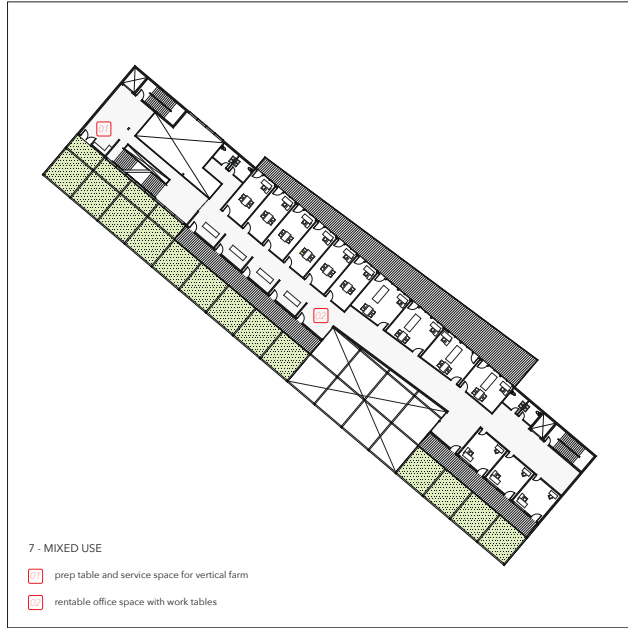 01
02
7 - MIXED USE
01 prep table and service space for vertical farm
02 rentable office space with work tables